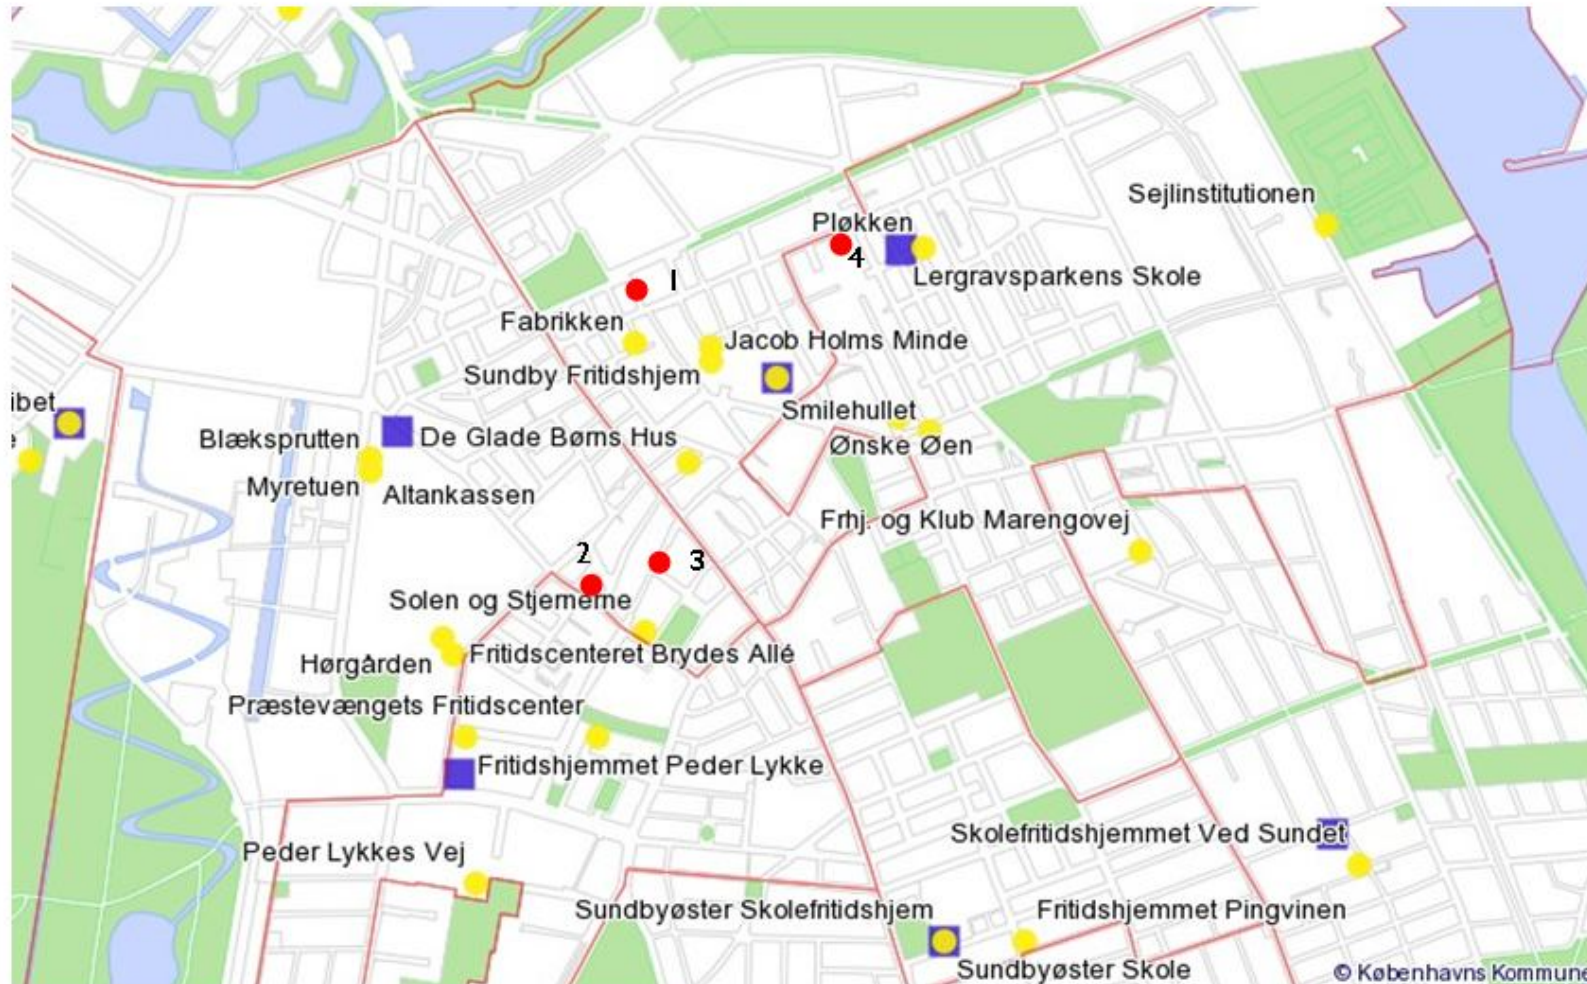 Sejlinstitutionen
Pløkken
4
Lergravsparkens Skole
1
1
Fabrikken
Jacob Holms Minde
Sundby Fritidshjem
ibet
Smilehullet
Blæksprutten
De Glade Børns Hus
e
Ønske Øen
Myretuen
Altankassen
Frhj. og Klub Marengovej
2
3
Solen og Stjernerne
Hørgården
Fritidscenteret Brydes Allé
Præstevængets Fritidscenter
Fritidshjemmet Peder Lykke
Skolefritidshjemmet Ved Sundet
Peder Lykkes Vej
Sundbyøster Skolefritidshjem
Fritidshjemmet Pingvinen
Sundbyøster Skole
© Københavns Kommune